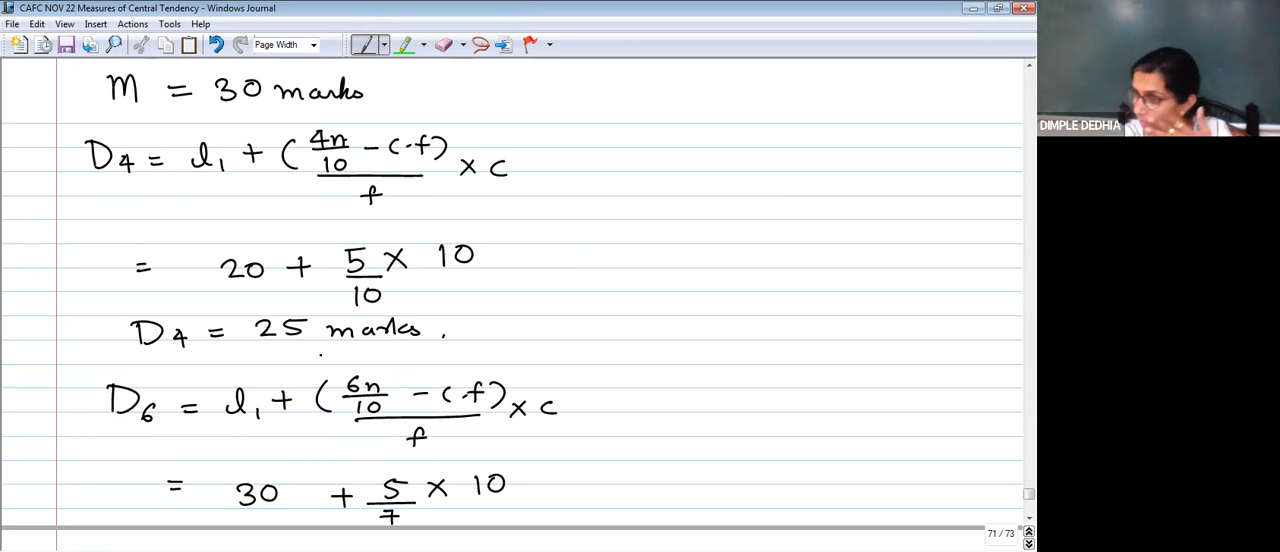 CAFC NOV 22 Measures of Central Tendency - Windows Journal
File Edit View Insert Actions Tools Help
Page Width
M = 30 marks
D4 = l1 + (4n/10 - c.f)/f × c
= 20 + 5/10 × 10
D4 = 25 marks.
D6 = l1 + (6n/10 - c.f)/f × c
= 30 + 5/7 × 10
71 / 73
DIMPLE DEDHIA